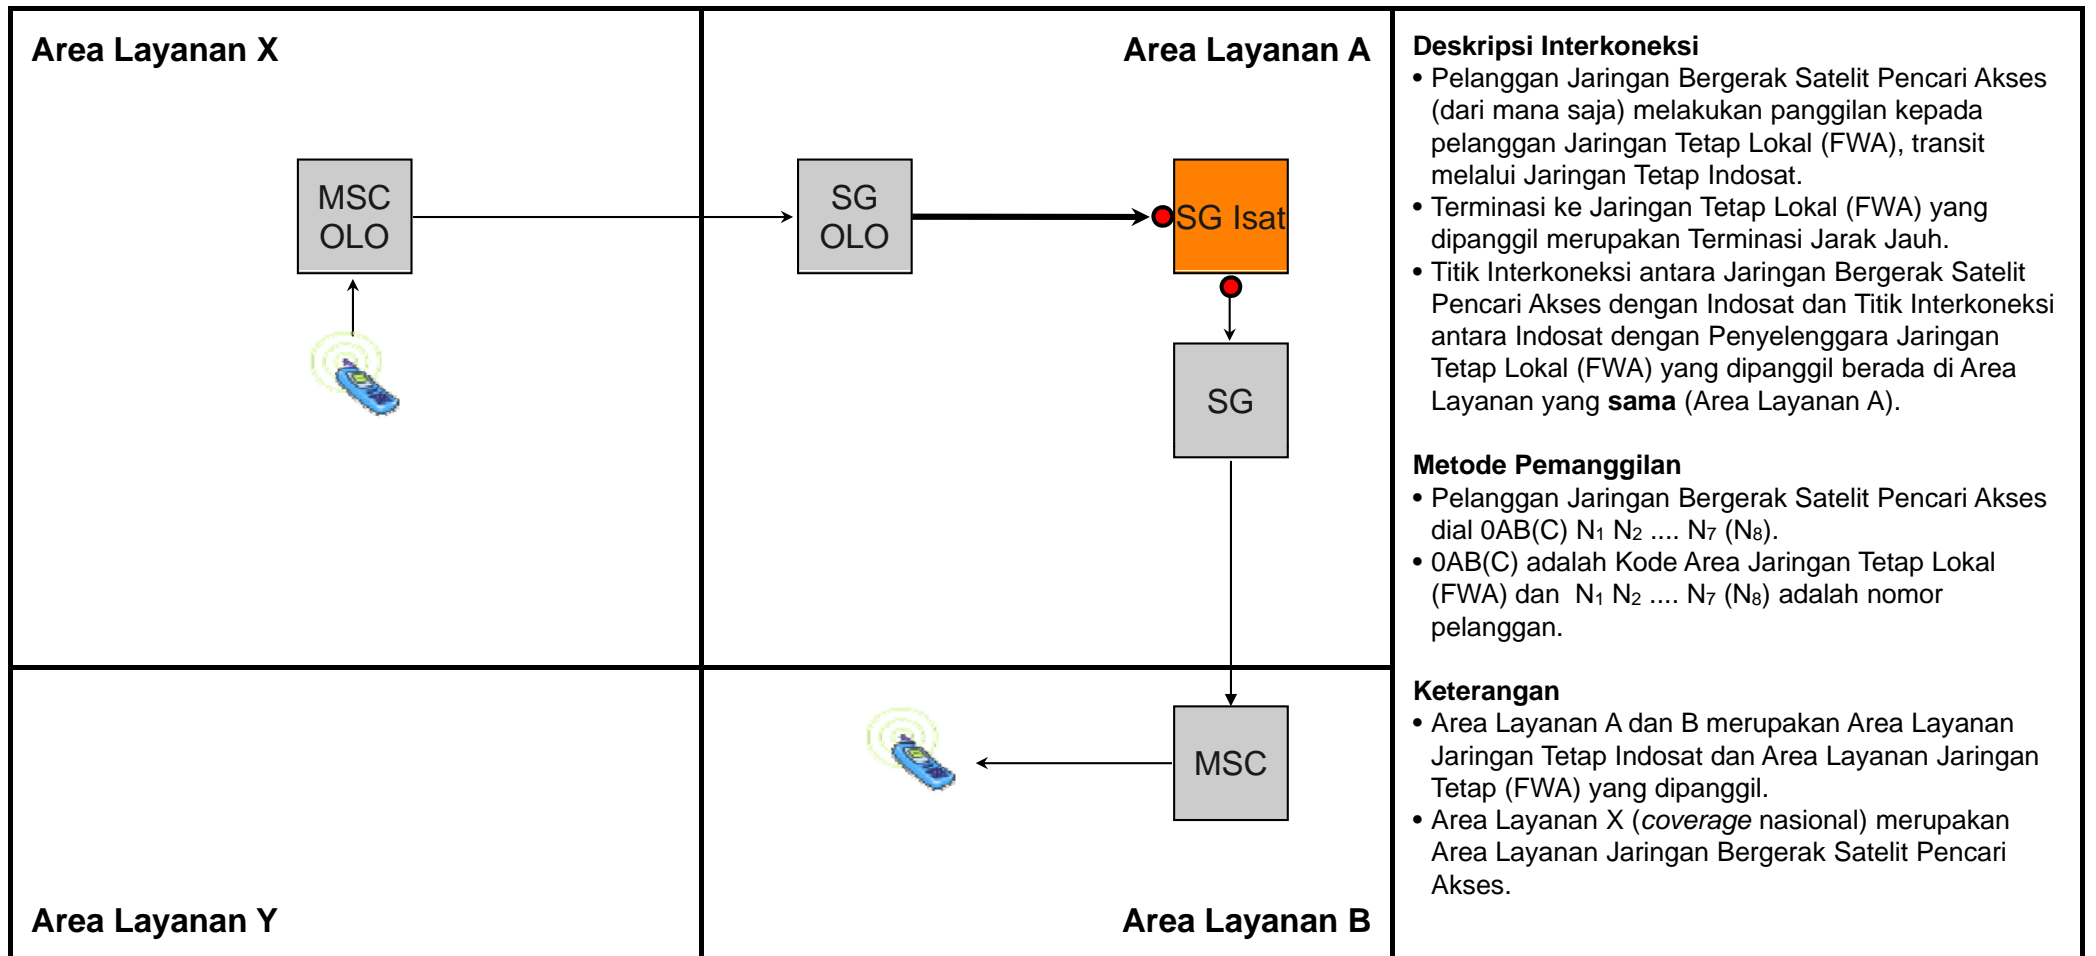 Area Layanan X
Area Layanan A
MSC
OLO
SG
OLO
SG Isat
SG
MSC
Area Layanan Y
Area Layanan B
Deskripsi Interkoneksi
• Pelanggan Jaringan Bergerak Satelit Pencari Akses
(dari mana saja) melakukan panggilan kepada
pelanggan Jaringan Tetap Lokal (FWA), transit
melalui Jaringan Tetap Indosat.
• Terminasi ke Jaringan Tetap Lokal (FWA) yang
dipanggil merupakan Terminasi Jarak Jauh.
• Titik Interkoneksi antara Jaringan Bergerak Satelit
Pencari Akses dengan Indosat dan Titik Interkoneksi
antara Indosat dengan Penyelenggara Jaringan
Tetap Lokal (FWA) yang dipanggil berada di Area
Layanan yang sama (Area Layanan A).
Metode Pemanggilan
• Pelanggan Jaringan Bergerak Satelit Pencari Akses
dial 0AB(C) N₁ N₂ .... N₇ (N₈).
• 0AB(C) adalah Kode Area Jaringan Tetap Lokal
(FWA) dan N₁ N₂ .... N₇ (N₈) adalah nomor
pelanggan.
Keterangan
• Area Layanan A dan B merupakan Area Layanan
Jaringan Tetap Indosat dan Area Layanan Jaringan
Tetap (FWA) yang dipanggil.
• Area Layanan X (coverage nasional) merupakan
Area Layanan Jaringan Bergerak Satelit Pencari
Akses.